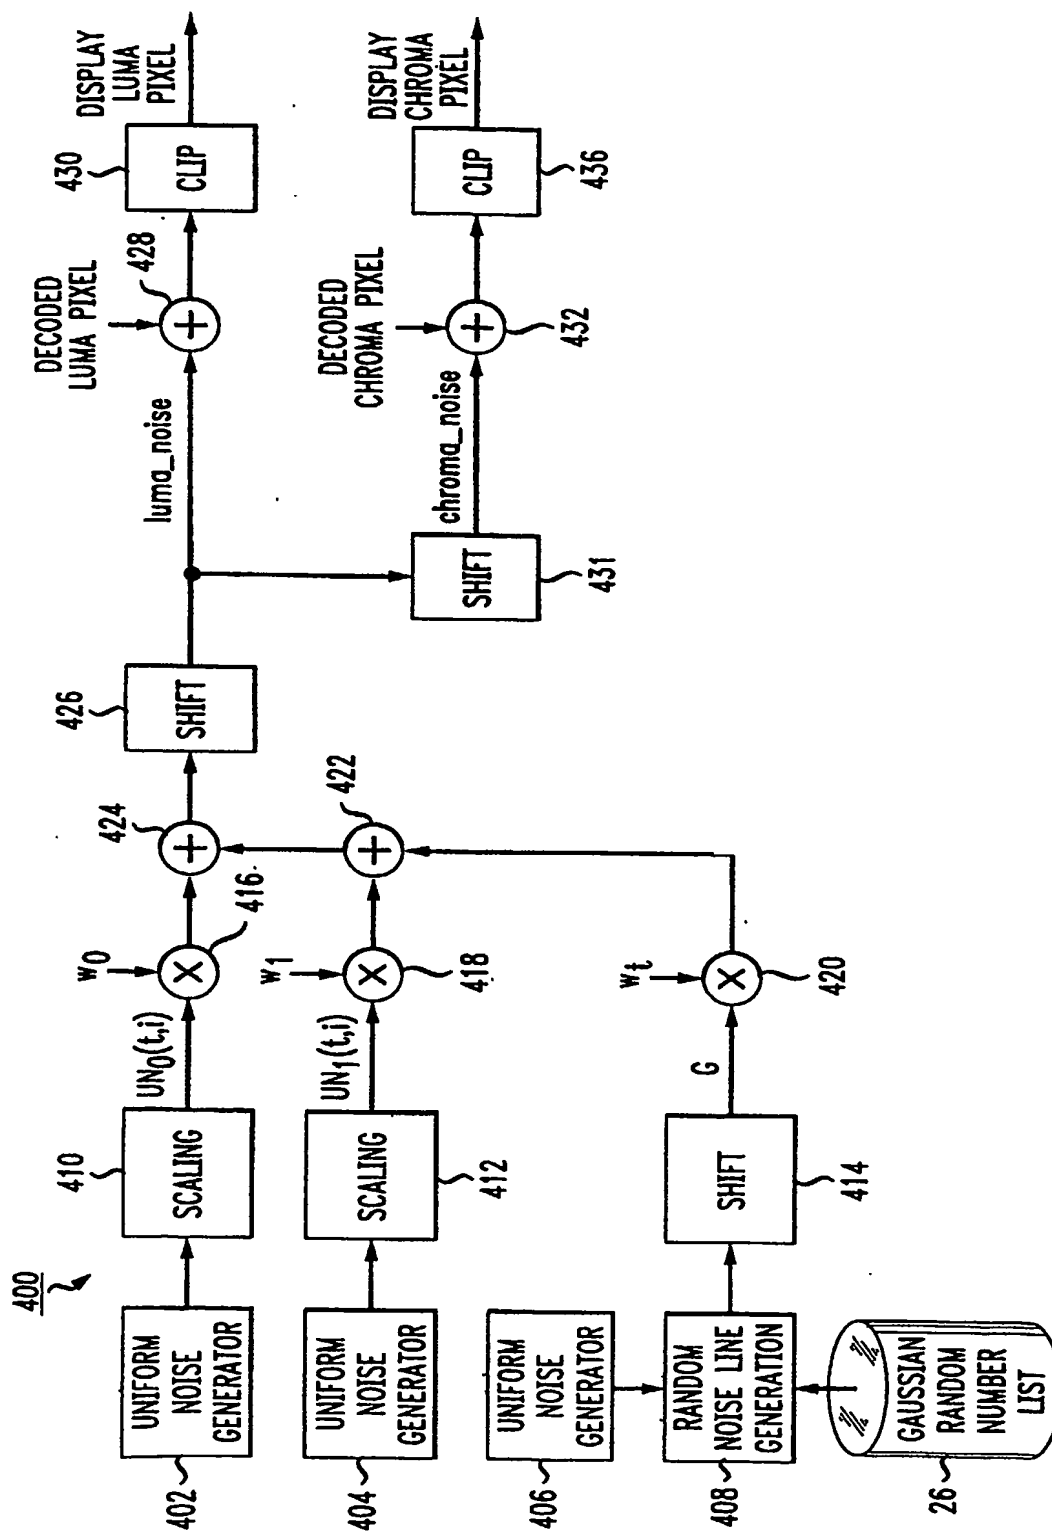 400
UNIFORM
NOISE
GENERATOR
402
SCALING
410
UN0(t,i)
w0
X
416
+
424
SHIFT
426
luma_noise
DECODED
LUMA PIXEL
+
428
CLIP
430
DISPLAY
LUMA
PIXEL
UNIFORM
NOISE
GENERATOR
404
SCALING
412
UN1(t,i)
w1
X
418
+
422
SHIFT
431
chroma_noise
DECODED
CHROMA PIXEL
+
432
CLIP
436
DISPLAY
CHROMA
PIXEL
UNIFORM
NOISE
GENERATOR
406
RANDOM
NOISE LINE
GENERATION
408
SHIFT
414
G
wt
X
420
GAUSSIAN
RANDOM
NUMBER
LIST
26